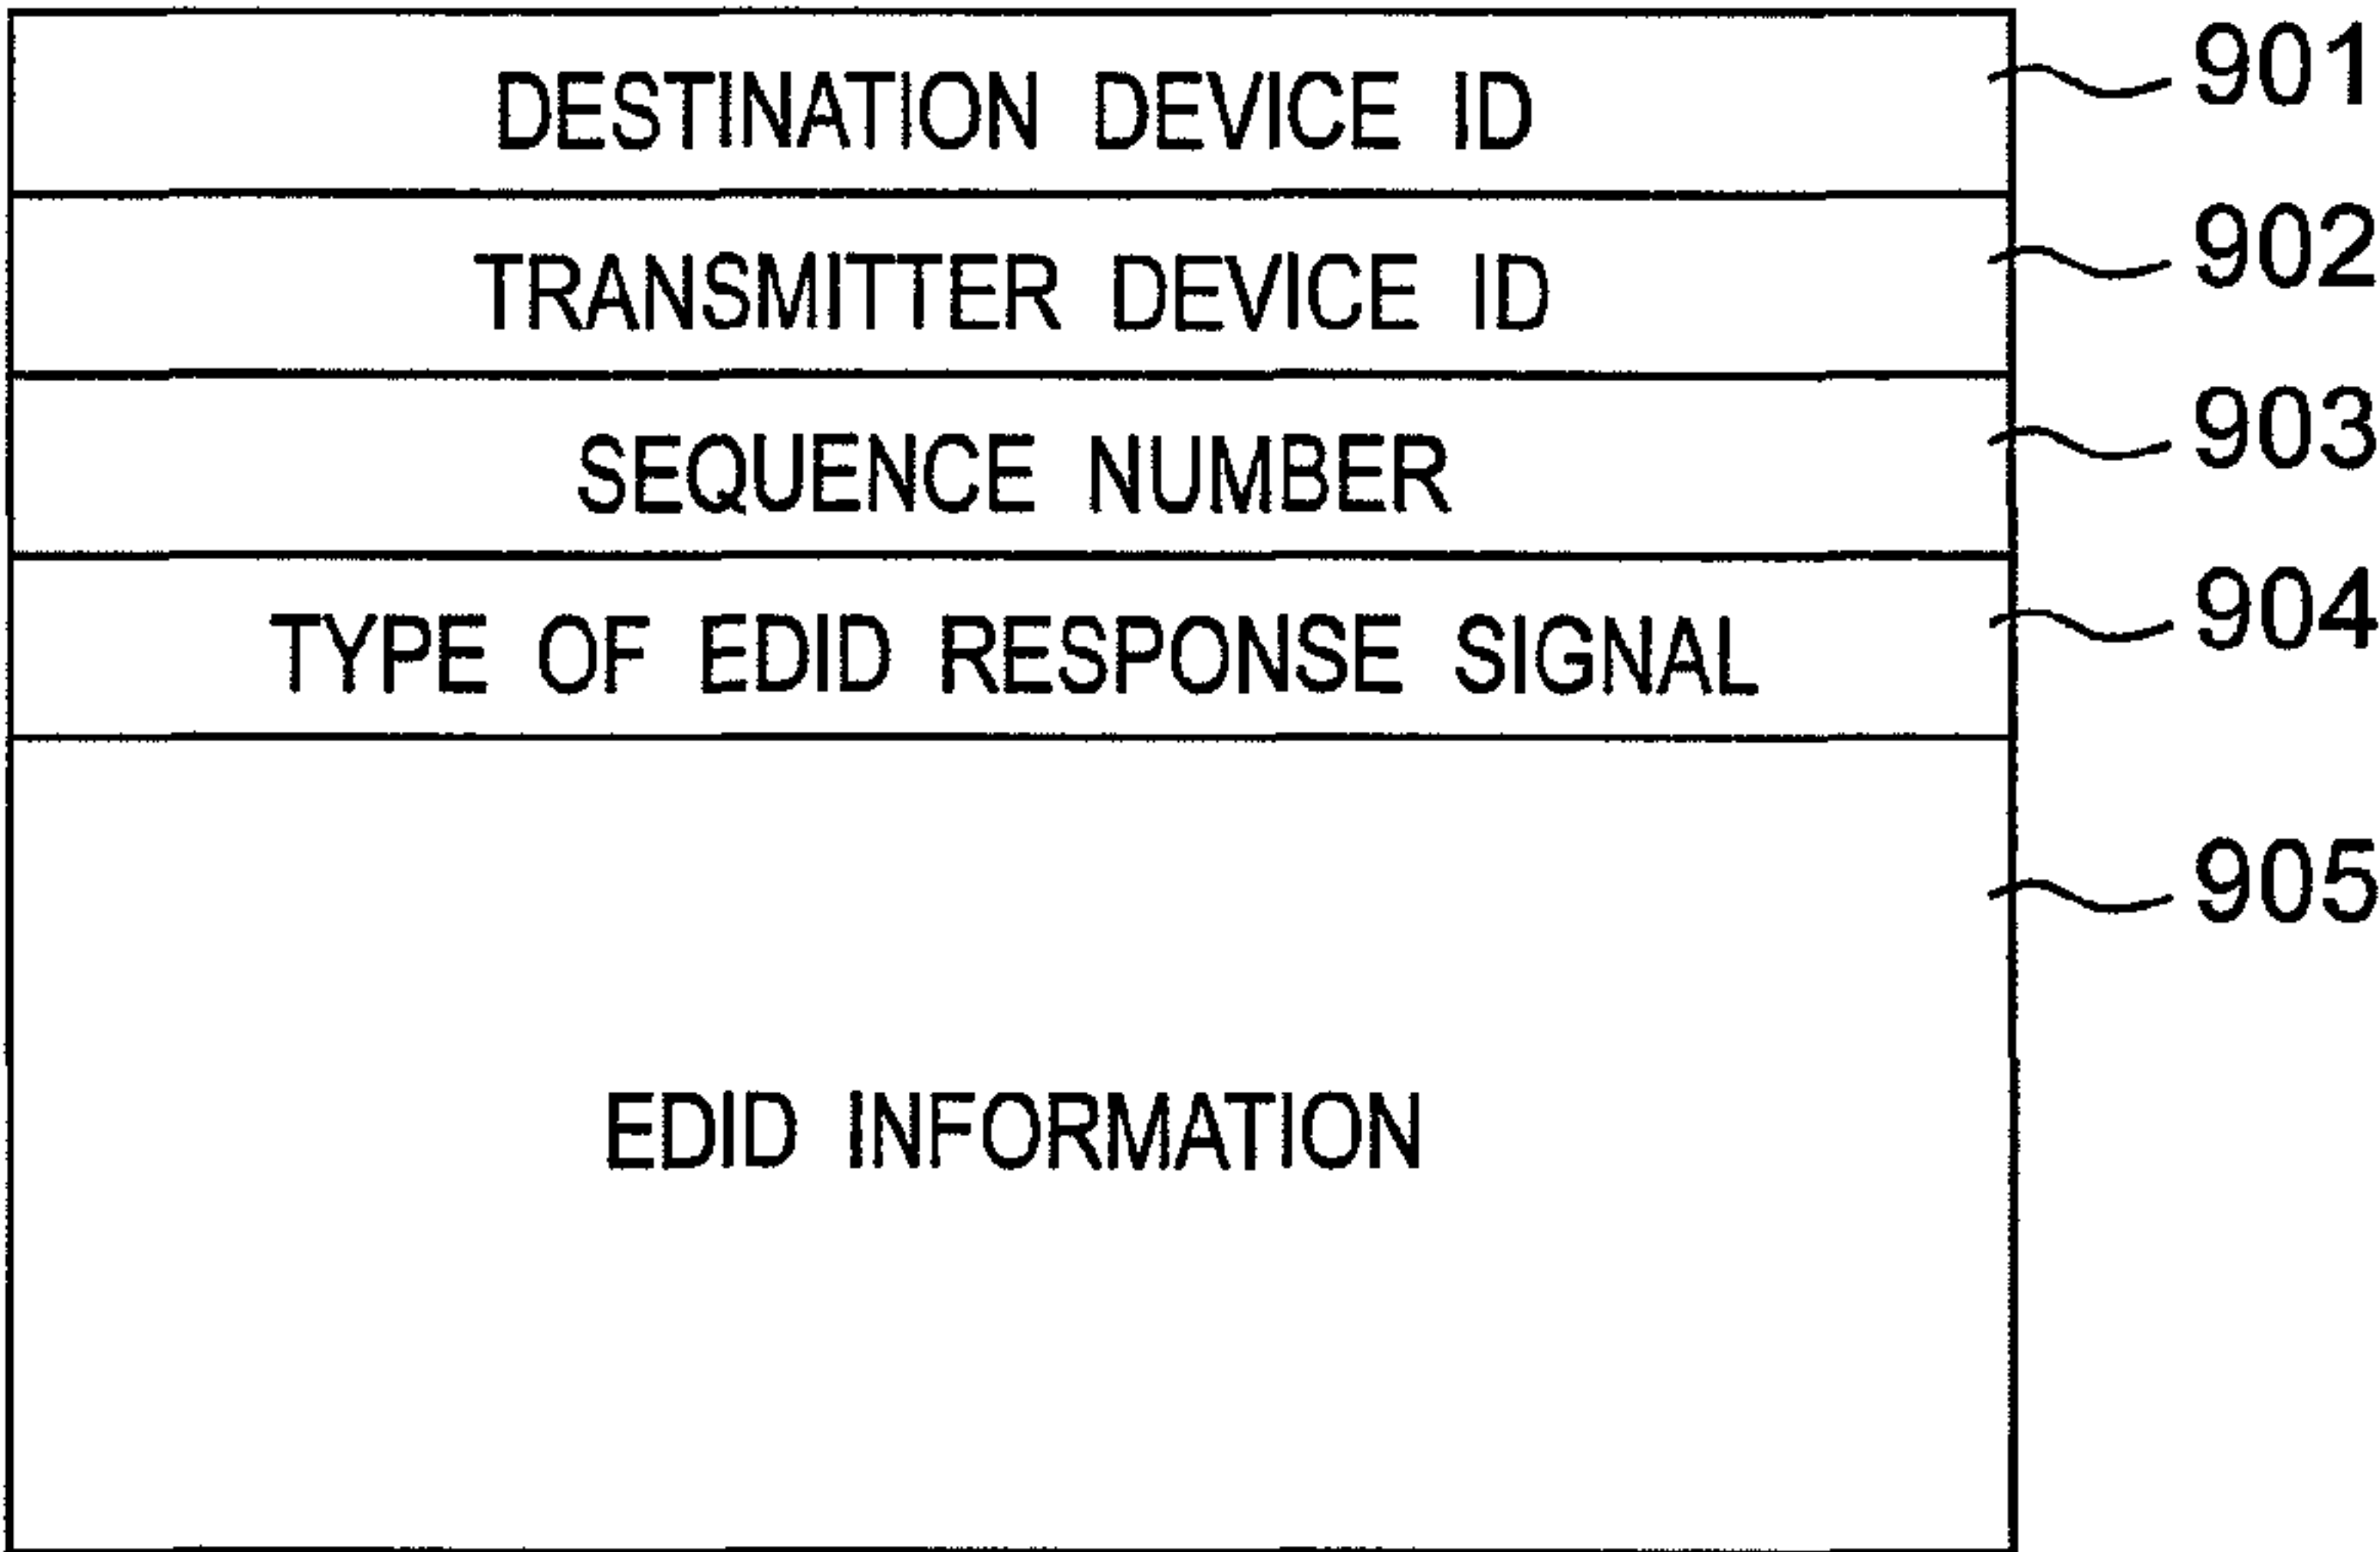 DESTINATION DEVICE ID 901
TRANSMITTER DEVICE ID 902
SEQUENCE NUMBER 903
TYPE OF EDID RESPONSE SIGNAL 904
905
EDID INFORMATION